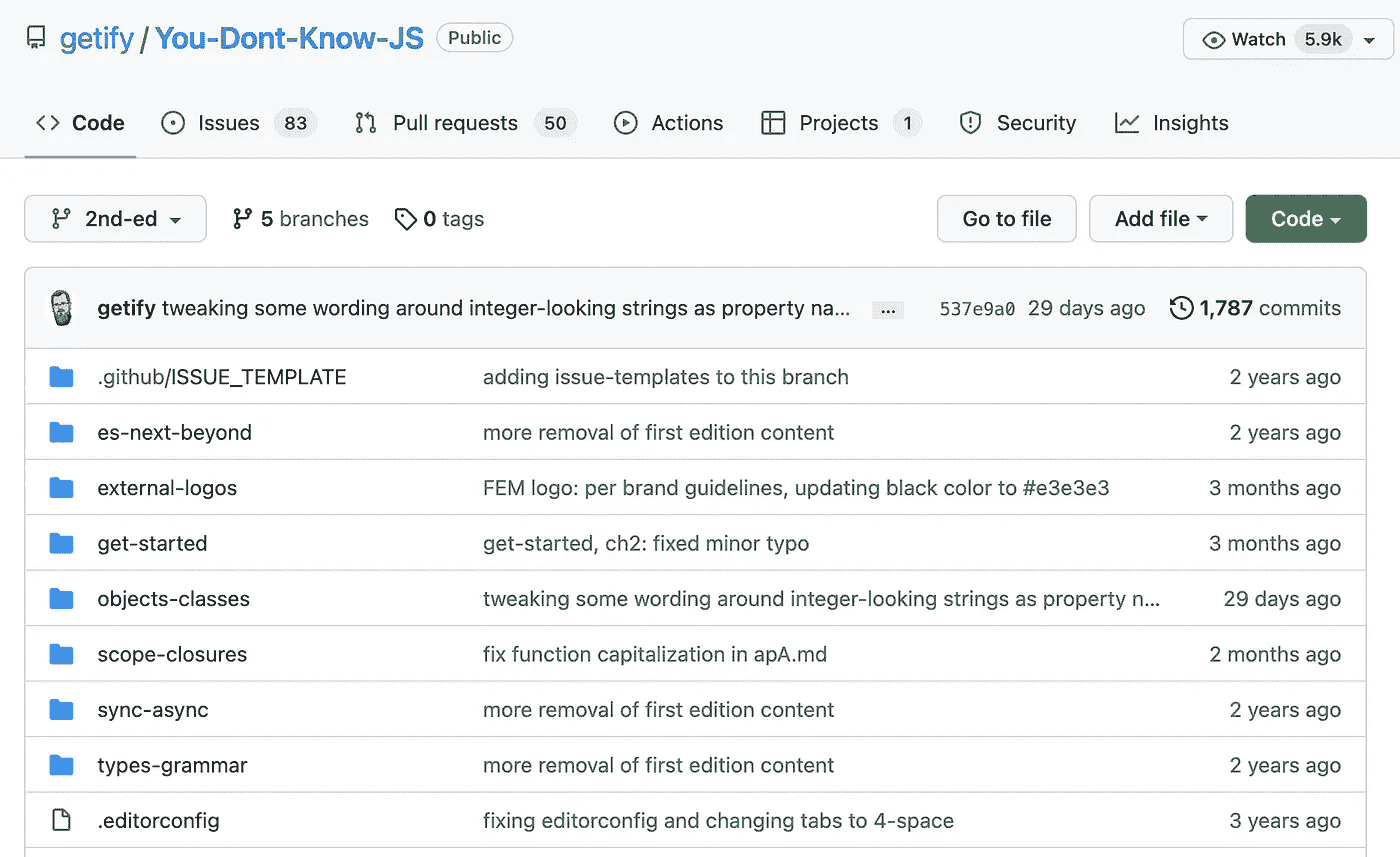 getify / You-Dont-Know-JS Public Watch 5.9k
Code Issues 83 Pull requests 50 Actions Projects 1 Security Insights
2nd-ed 5 branches 0 tags Go to file Add file Code
getify tweaking some wording around integer-looking strings as property na... ... 537e9a0 29 days ago 1,787 commits
.github/ISSUE_TEMPLATE adding issue-templates to this branch 2 years ago
es-next-beyond more removal of first edition content 2 years ago
external-logos FEM logo: per brand guidelines, updating black color to #e3e3e3 3 months ago
get-started get-started, ch2: fixed minor typo 3 months ago
objects-classes tweaking some wording around integer-looking strings as property n... 29 days ago
scope-closures fix function capitalization in apA.md 2 months ago
sync-async more removal of first edition content 2 years ago
types-grammar more removal of first edition content 2 years ago
.editorconfig fixing editorconfig and changing tabs to 4-space 3 years ago